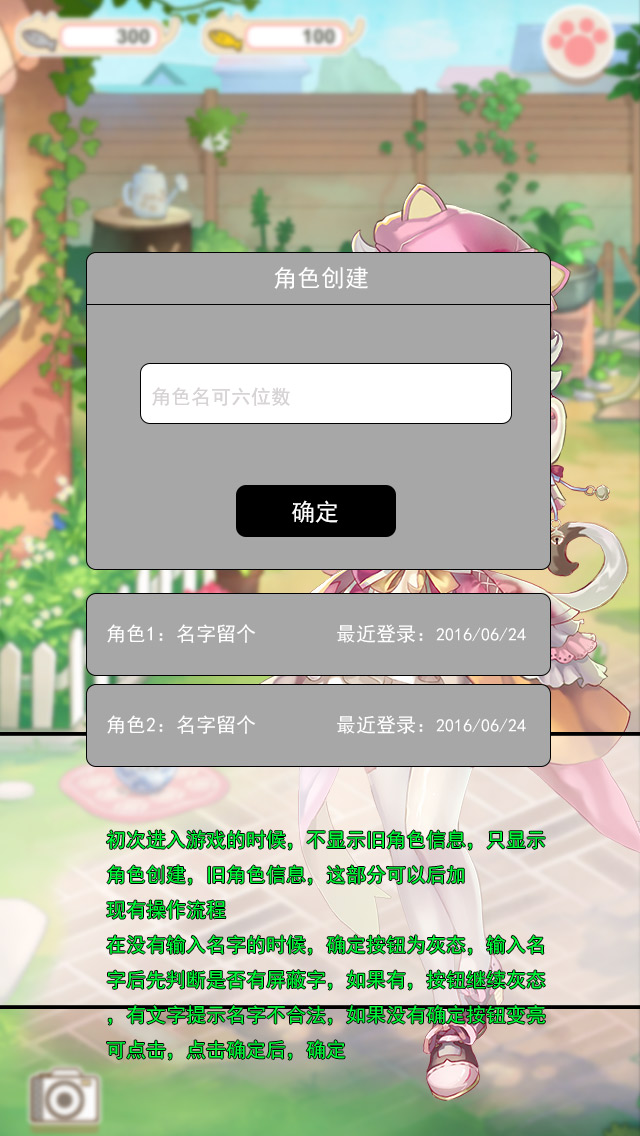 300
100
角色创建
角色名可六位数
确定
角色1：名字留个 最近登录：2016/06/24
角色2：名字留个 最近登录：2016/06/24
初次进入游戏的时候，不显示旧角色信息，只显示
角色创建，旧角色信息，这部分可以后加
现有操作流程
在没有输入名字的时候，确定按钮为灰态，输入名
字后先判断是否有屏蔽字，如果有，按钮继续灰态
，有文字提示名字不合法，如果没有确定按钮变亮
可点击，点击确定后，确定